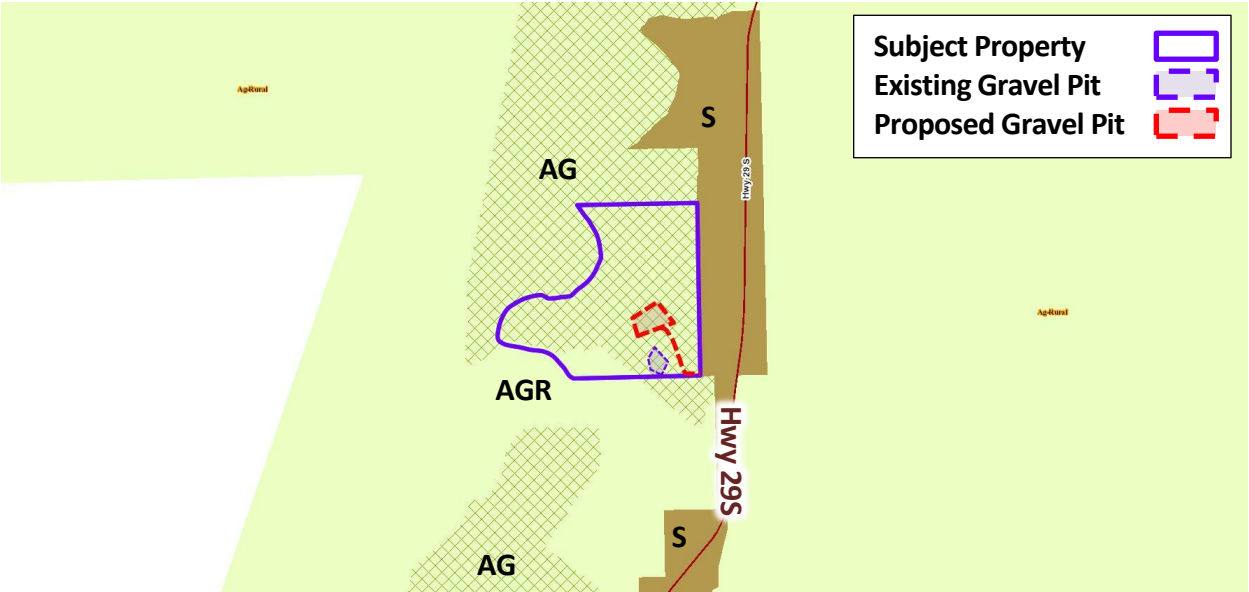 Subject Property
Existing Gravel Pit
Proposed Gravel Pit
Ag-Rural
S
AG
Hwy 29 S
Ag-Rural
AGR
Hwy 29S
S
AG